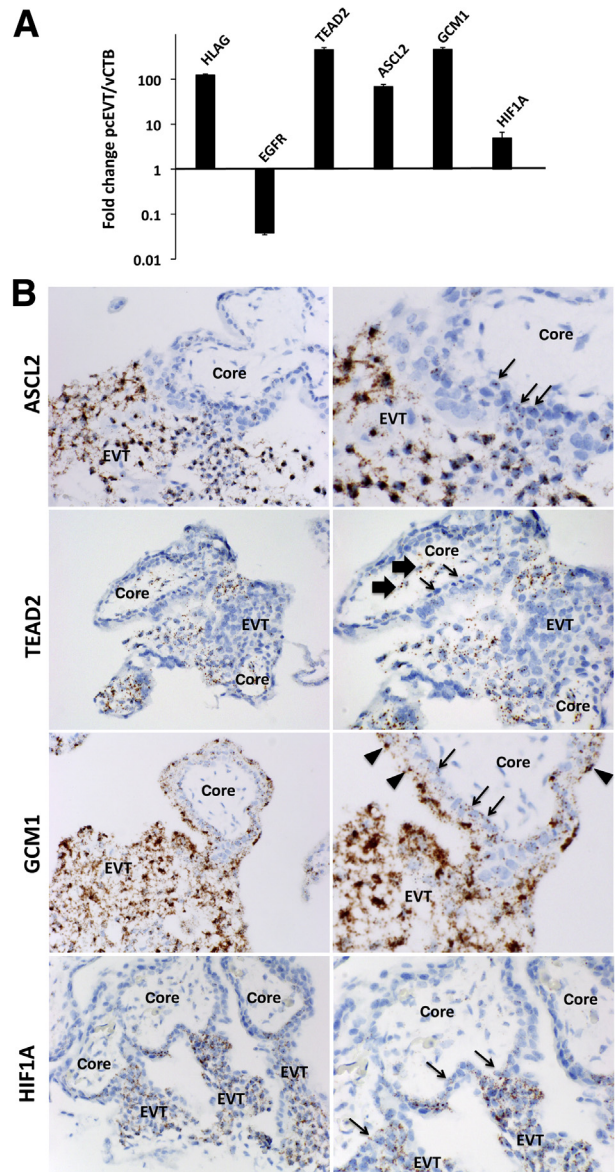 A
Fold change pcEVT/vCTB
100
10
1
0.1
0.01
HLAG
EGFR
TEAD2
ASCL2
GCM1
HIF1A
B
ASCL2
Core
EVT
Core
EVT
TEAD2
Core
EVT
Core
Core
EVT
Core
GCM1
Core
EVT
Core
EVT
HIF1A
Core
Core
Core
EVT
EVT
EVT
Core
Core
EVT
EVT